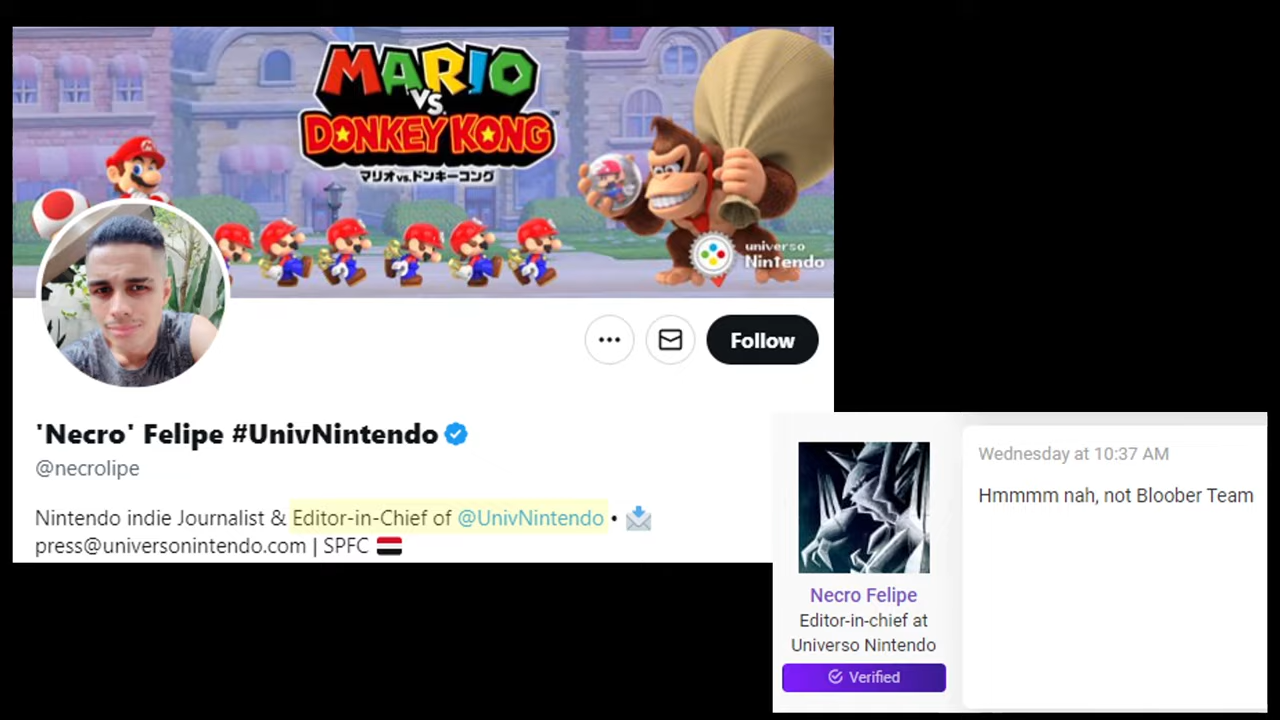 MARIO
VS.
DONKEY KONG
マリオvs.ドンキーコング
universo
Nintendo
Follow
'Necro' Felipe #UnivNintendo
@necrolipe
Nintendo indie Journalist & Editor-in-Chief of @UnivNintendo •
press@universonintendo.com | SPFC
Wednesday at 10:37 AM
Hmmmm nah, not Bloober Team
Necro Felipe
Editor-in-chief at
Universo Nintendo
Verified